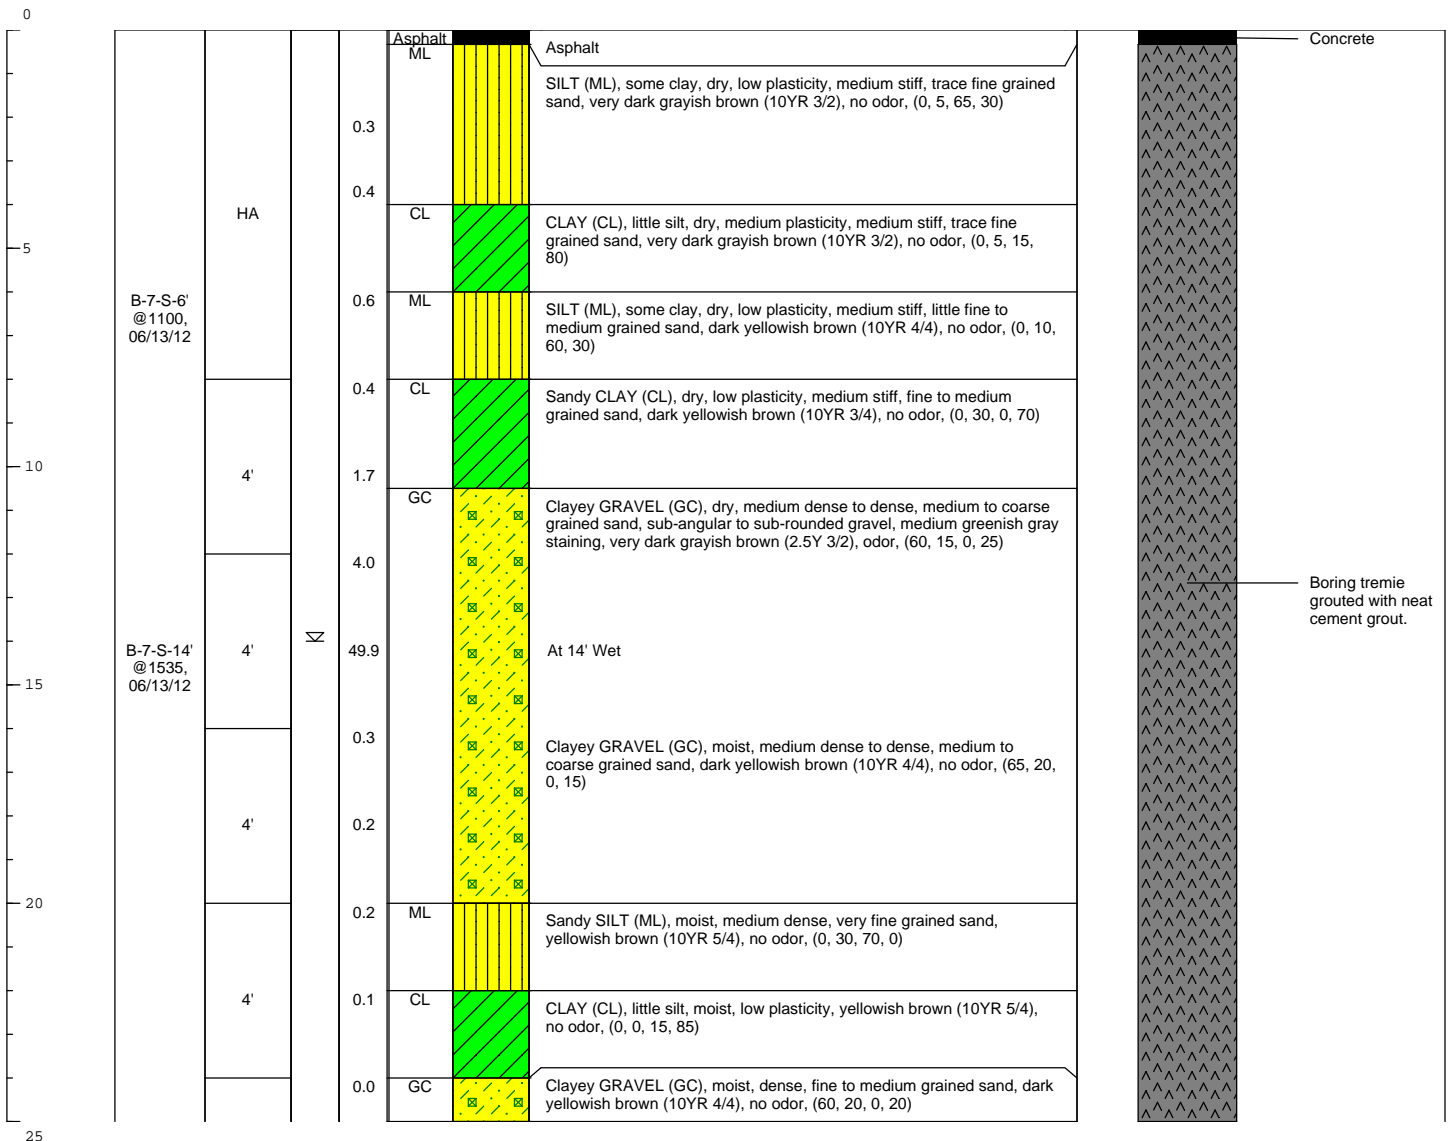 0
Asphalt
ML
Asphalt
Concrete
SILT (ML), some clay, dry, low plasticity, medium stiff, trace fine grained
sand, very dark grayish brown (10YR 3/2), no odor, (0, 5, 65, 30)
0.3
0.4
HA
CL
CLAY (CL), little silt, dry, medium plasticity, medium stiff, trace fine
grained sand, very dark grayish brown (10YR 3/2), no odor, (0, 5, 15,
80)
5
B-7-S-6'
@1100,
06/13/12
0.6
ML
SILT (ML), some clay, dry, low plasticity, medium stiff, little fine to
medium grained sand, dark yellowish brown (10YR 4/4), no odor, (0, 10,
60, 30)
0.4
CL
Sandy CLAY (CL), dry, low plasticity, medium stiff, fine to medium
grained sand, dark yellowish brown (10YR 3/4), no odor, (0, 30, 0, 70)
10
4'
1.7
GC
Clayey GRAVEL (GC), dry, medium dense to dense, medium to coarse
grained sand, sub-angular to sub-rounded gravel, medium greenish gray
staining, very dark grayish brown (2.5Y 3/2), odor, (60, 15, 0, 25)
4.0
Boring tremie
grouted with neat
cement grout.
B-7-S-14'
@1535,
06/13/12
4'
49.9
At 14' Wet
15
0.3
Clayey GRAVEL (GC), moist, medium dense to dense, medium to
coarse grained sand, dark yellowish brown (10YR 4/4), no odor, (65, 20,
0, 15)
4'
0.2
20
0.2
ML
Sandy SILT (ML), moist, medium dense, very fine grained sand,
yellowish brown (10YR 5/4), no odor, (0, 30, 70, 0)
4'
0.1
CL
CLAY (CL), little silt, moist, low plasticity, yellowish brown (10YR 5/4),
no odor, (0, 0, 15, 85)
0.0
GC
Clayey GRAVEL (GC), moist, dense, fine to medium grained sand, dark
yellowish brown (10YR 4/4), no odor, (60, 20, 0, 20)
25